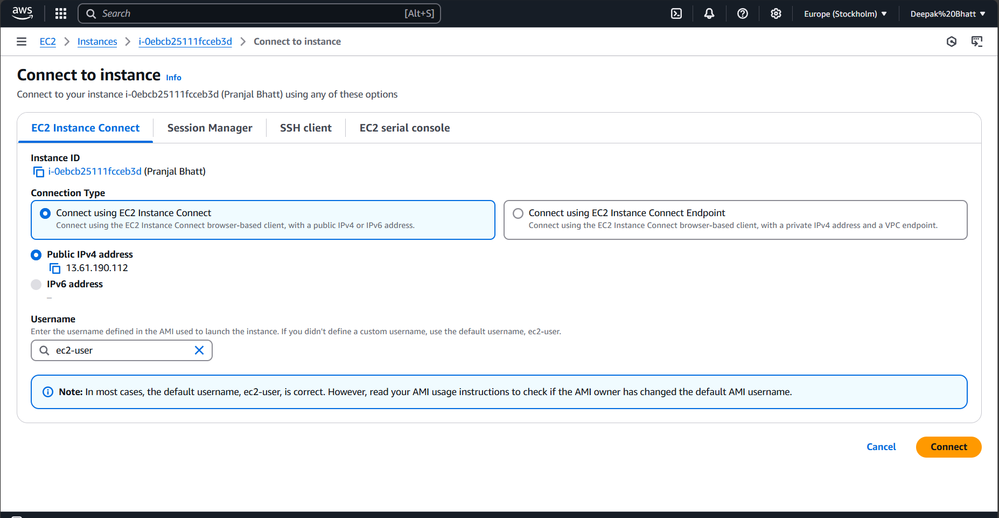 aws Search [Alt+S] Europe (Stockholm) Deepak%20Bhatt
EC2 Instances i-0ebcb25111fcceb3d Connect to instance
Connect to instance Info
Connect to your instance i-0ebcb25111fcceb3d (Pranjal Bhatt) using any of these options
EC2 Instance Connect Session Manager SSH client EC2 serial console
Instance ID
i-0ebcb25111fcceb3d (Pranjal Bhatt)
Connection Type
Connect using EC2 Instance Connect
Connect using the EC2 Instance Connect browser-based client, with a public IPv4 or IPv6 address.
Connect using EC2 Instance Connect Endpoint
Connect using the EC2 Instance Connect browser-based client, with a private IPv4 address and a VPC endpoint.
Public IPv4 address
13.61.190.112
IPv6 address
–
Username
Enter the username defined in the AMI used to launch the instance. If you didn't define a custom username, use the default username, ec2-user.
ec2-user
Note: In most cases, the default username, ec2-user, is correct. However, read your AMI usage instructions to check if the AMI owner has changed the default AMI username.
Cancel Connect